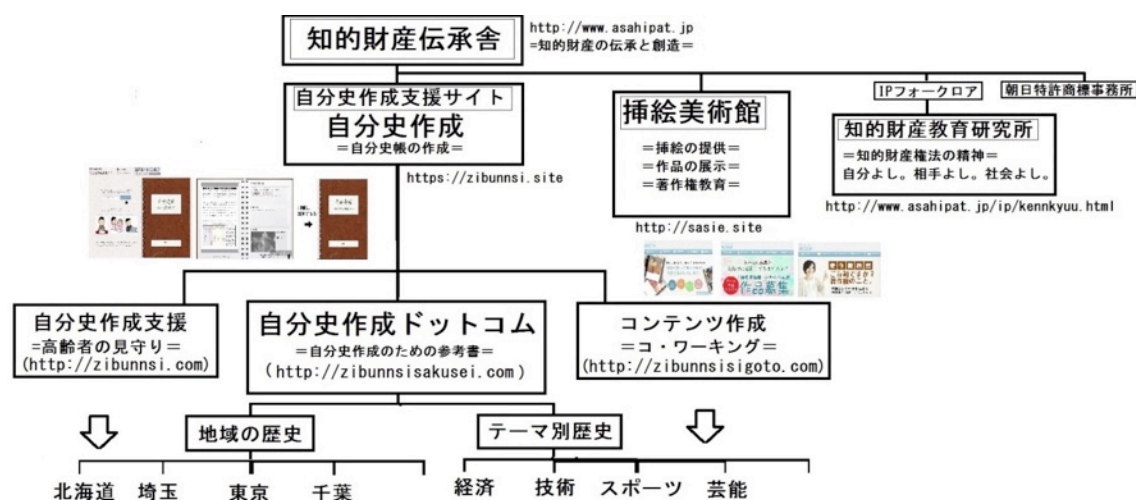 知的財産伝承舎
http://www.asahipat.jp
=知的財産の伝承と創造=
自分史作成支援サイト
自分史作成
=自分史帳の作成=
https://zibunnsi.site
挿絵美術館
=挿絵の提供=
=作品の展示=
=著作権教育=
http://sasie.site
IPフォークロア
朝日特許商標事務所
知的財産教育研究所
=知的財産権法の精神=
自分よし。相手よし。社会よし。
http://www.asahipat.jp/ip/kennkyuu.html
作品募集
自分史作成支援
=高齢者の見守り=
(http://zibunnsi.com)
自分史作成ドットコム
=自分史作成のための参考書=
(http://zibunnsisakusei.com)
コンテンツ作成
=コ・ワーキング=
(http://zibunnsisigoto.com)
地域の歴史
テーマ別歴史
北海道 埼玉 東京 千葉
経済 技術 スポーツ 芸能